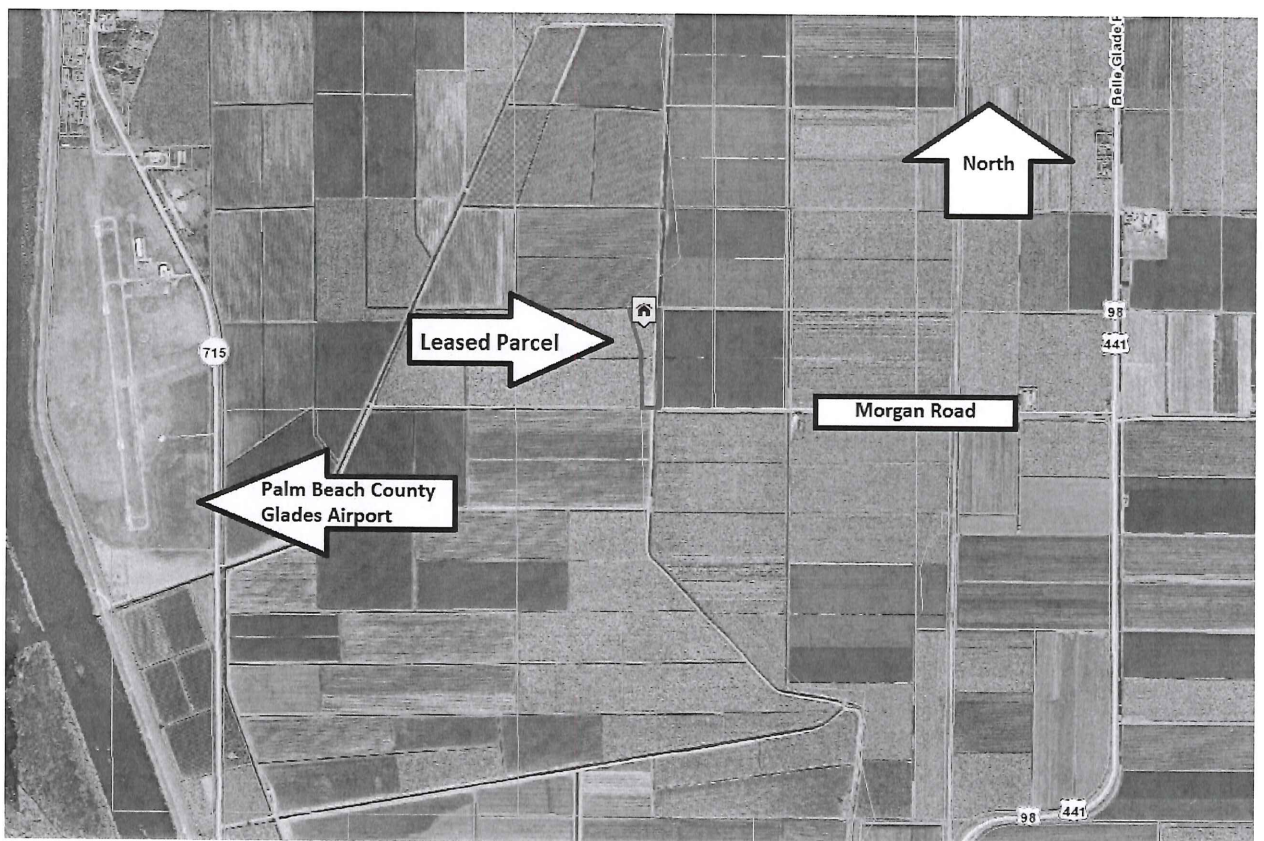 Belle Glade
North
98
441
Leased Parcel
715
Morgan Road
Palm Beach County
Glades Airport
98
441